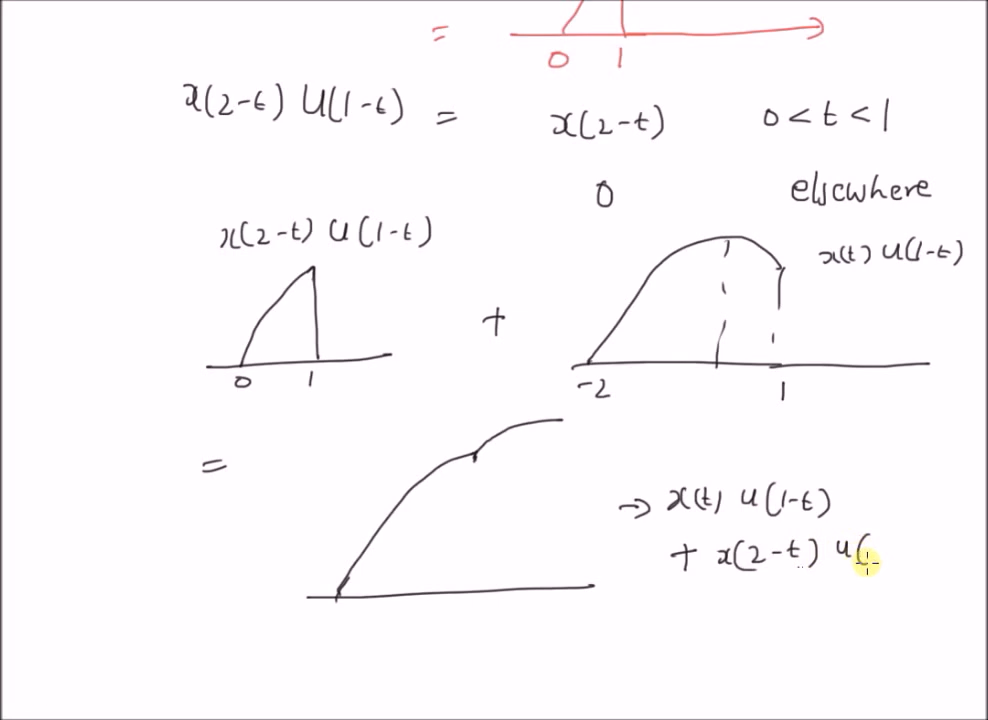 =
0 1
x(2-t) U(1-t) = x(2-t) 0<t<1
0 elsewhere
x(2-t) U(1-t) x(t) U(1-t)
+
0 1 -2 1
=
→ x(t) u(1-t)
+ x(2-t) u(